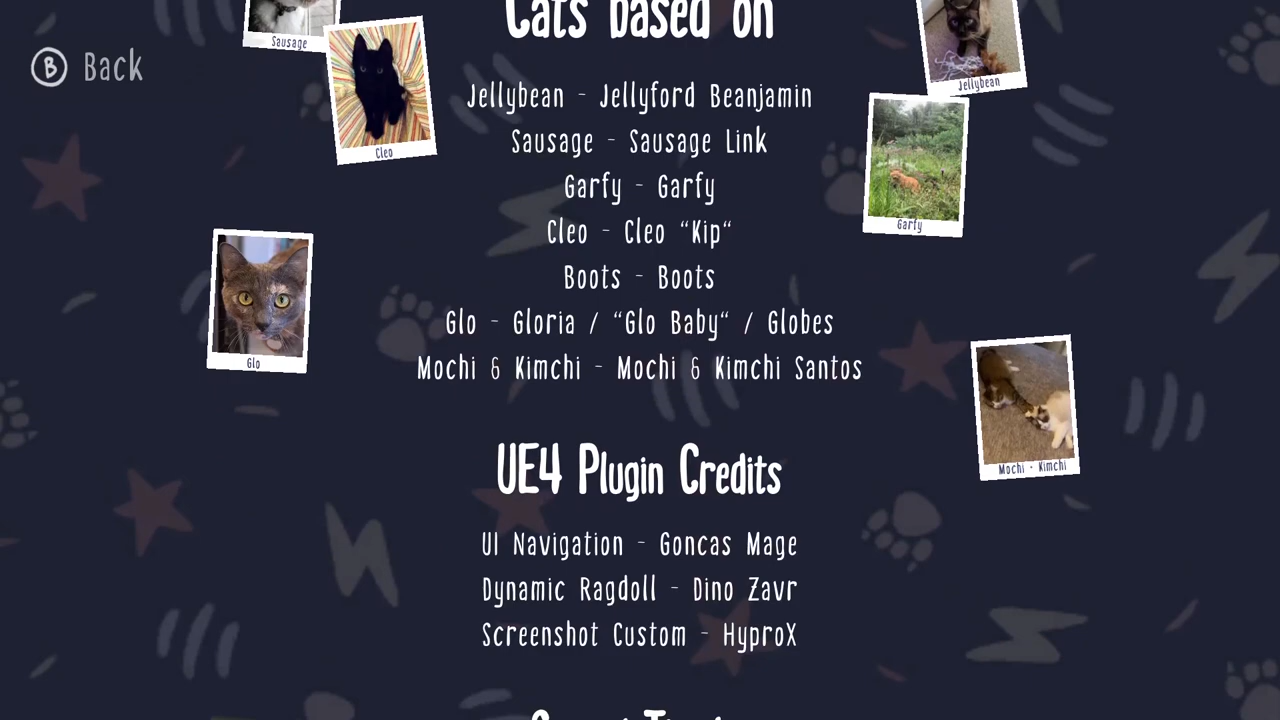 Cats based on
Sausage
B Back
Cleo
Jellybean
Garfy
Jellybean - Jellyford Beanjamin
Sausage - Sausage Link
Garfy - Garfy
Cleo - Cleo “Kip“
Boots - Boots
Glo - Gloria / “Glo Baby“ / Globes
Mochi & Kimchi - Mochi & Kimchi Santos
Glo
Mochi + Kimchi
UE4 Plugin Credits
UI Navigation - Goncas Mage
Dynamic Ragdoll - Dino Zavr
Screenshot Custom - HyproX